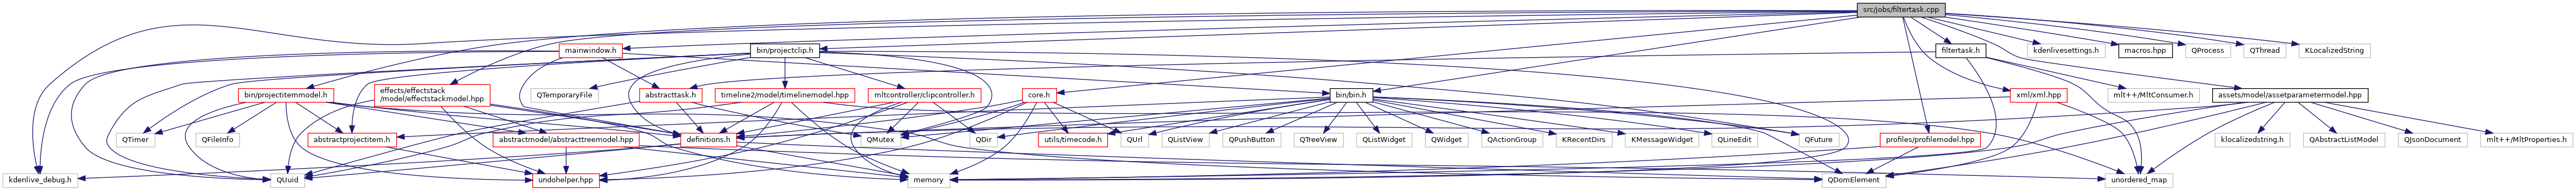 src/jobs/filtertask.cpp
mainwindow.h
bin/projectclip.h
filtertask.h
kdenlivesettings.h
macros.hpp
QProcess
QThread
KLocalizedString
bin/projectitemmodel.h
effects/effectstack
/model/effectstackmodel.hpp
QTemporaryFile
abstracttask.h
timeline2/model/timelinemodel.hpp
mltcontroller/clipcontroller.h
core.h
bin/bin.h
mlt++/MltConsumer.h
xml/xml.hpp
assets/model/assetparametermodel.hpp
QTimer
QFileInfo
abstractprojectitem.h
abstractmodel/abstracttreemodel.hpp
definitions.h
QMutex
QDir
utils/timecode.h
QUrl
QListView
QPushButton
QTreeView
QListWidget
QWidget
QActionGroup
KRecentDirs
KMessageWidget
QLineEdit
QFuture
profiles/profilemodel.hpp
klocalizedstring.h
QAbstractListModel
QJsonDocument
mlt++/MltProperties.h
kdenlive_debug.h
QUuid
undohelper.hpp
memory
QDomElement
unordered_map